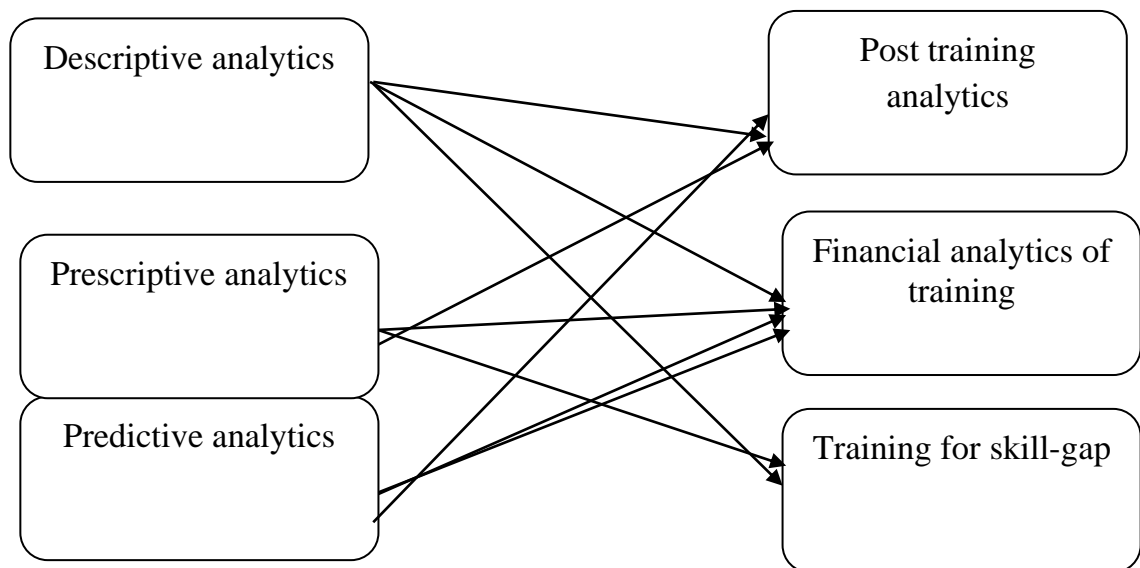 Descriptive analytics
Post training
analytics
Prescriptive analytics
Financial analytics of
training
Predictive analytics
Training for skill-gap